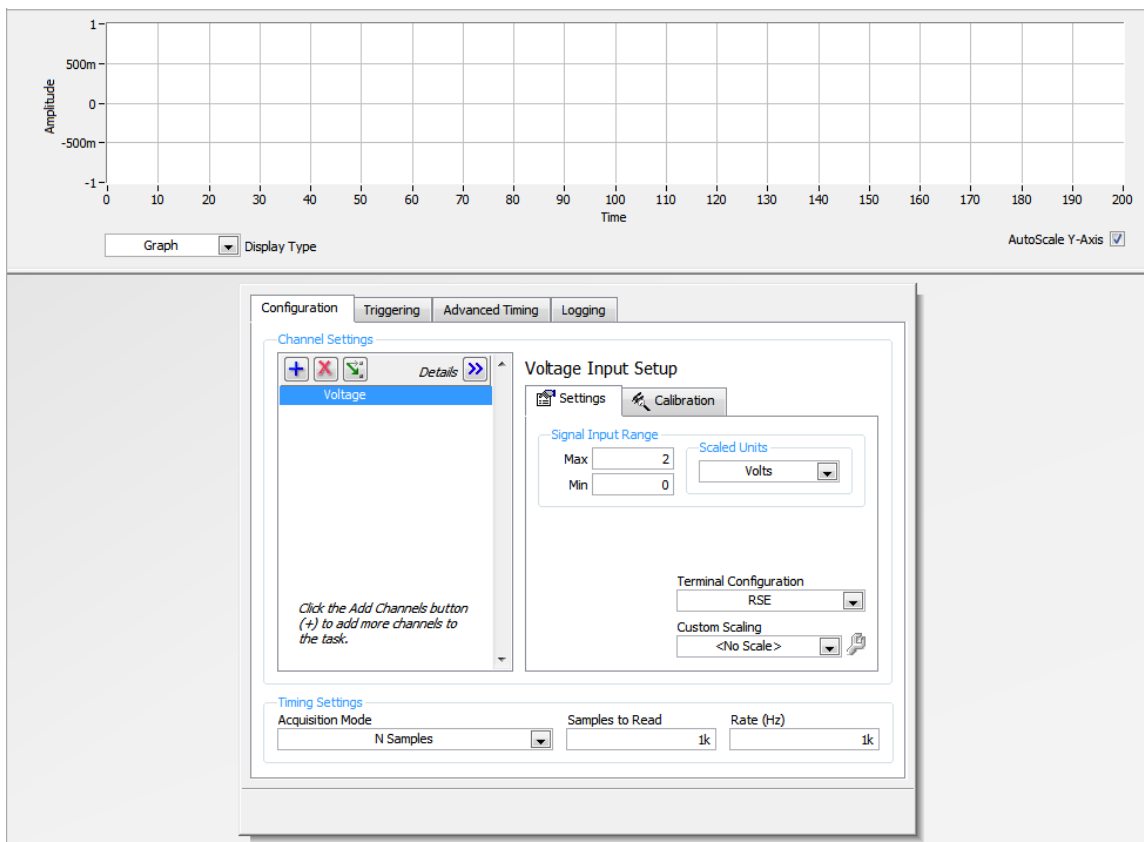 1
500m
0
-500m
-1
Amplitude
0 10 20 30 40 50 60 70 80 90 100 110 120 130 140 150 160 170 180 190 200
Time
Graph Display Type
AutoScale Y-Axis
Configuration Triggering Advanced Timing Logging
Channel Settings
Details
Voltage
Click the Add Channels button
(+) to add more channels to
the task.
Voltage Input Setup
Settings Calibration
Signal Input Range
Max 2
Min 0
Scaled Units
Volts
Terminal Configuration
RSE
Custom Scaling
<No Scale>
Timing Settings
Acquisition Mode Samples to Read Rate (Hz)
N Samples 1k 1k